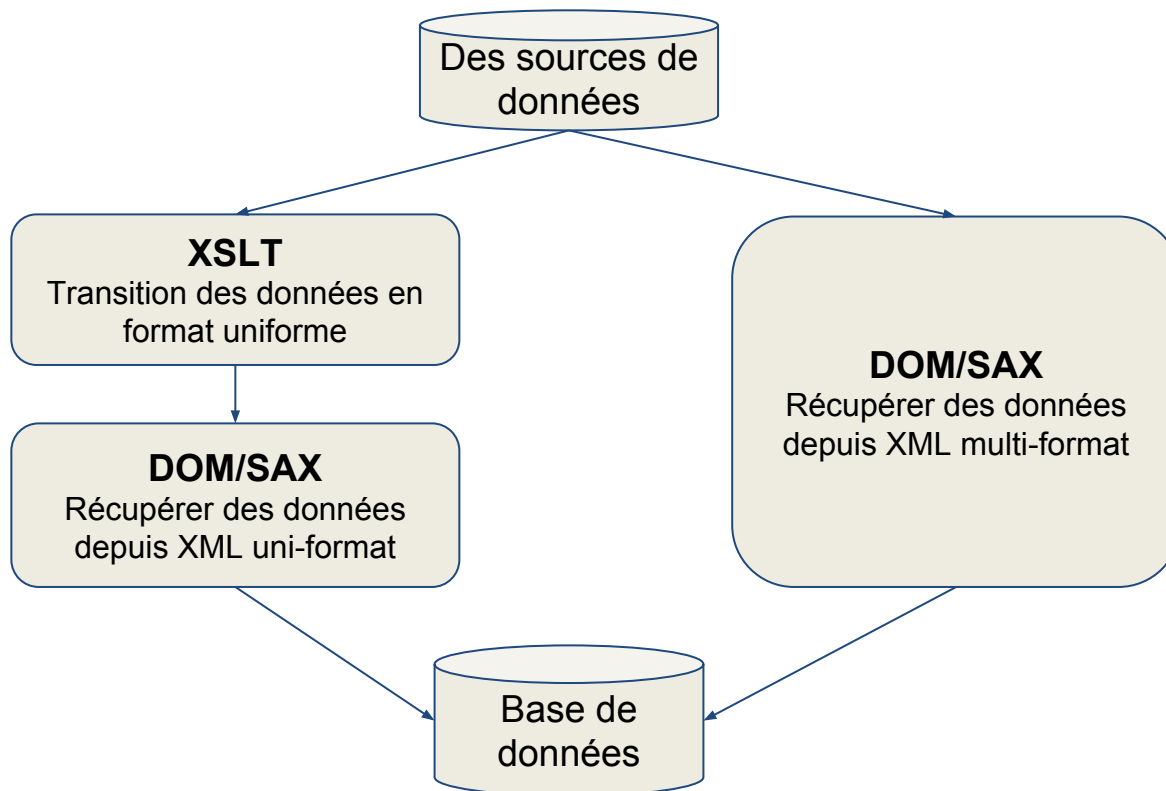 Des sources de
données
XSLT
Transition des données en
format uniforme
DOM/SAX
Récupérer des données
depuis XML uni-format
DOM/SAX
Récupérer des données
depuis XML multi-format
Base de
données